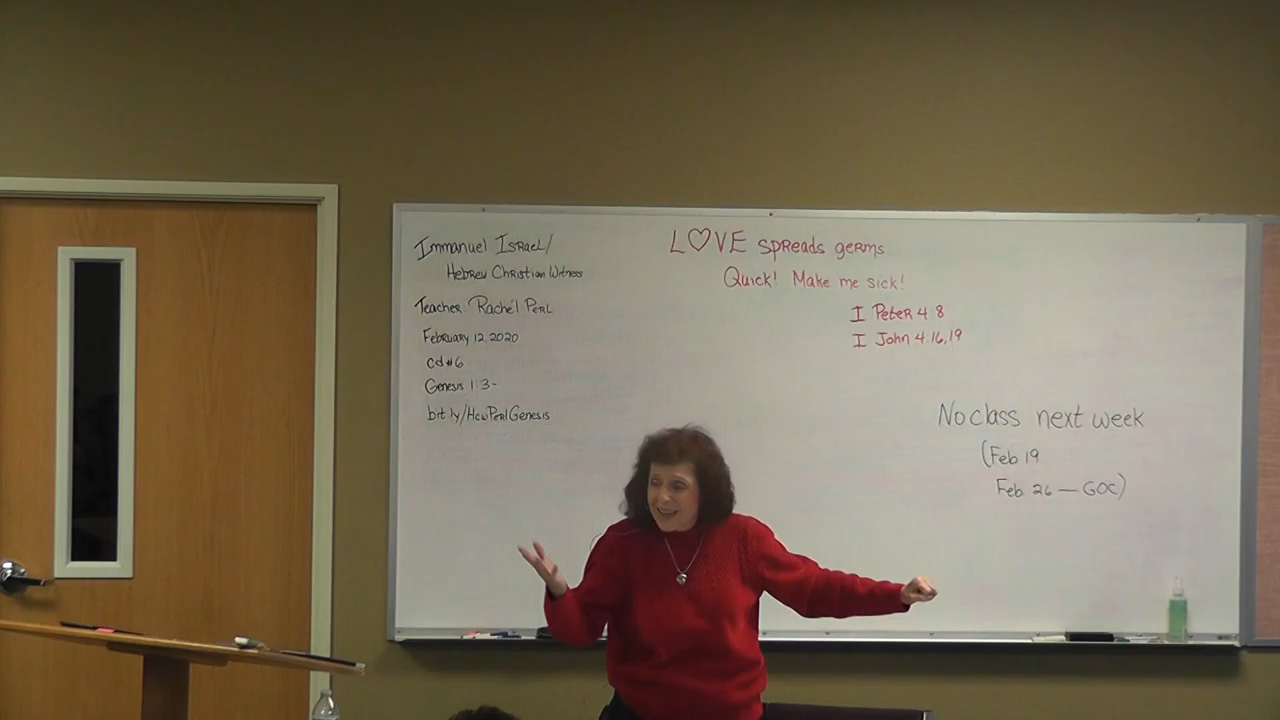 Immanuel Israel/
Hebrew Christian Witness
Teacher: Rachel Perl
February 12, 2020
cd#6
Genesis 1:3-
bit.ly/HcwPerlGenesis
L♡VE spreads germs
Quick! Make me sick!
I Peter 4:8
I John 4:16,19
No class next week
(Feb 19
Feb. 26 — GOC)